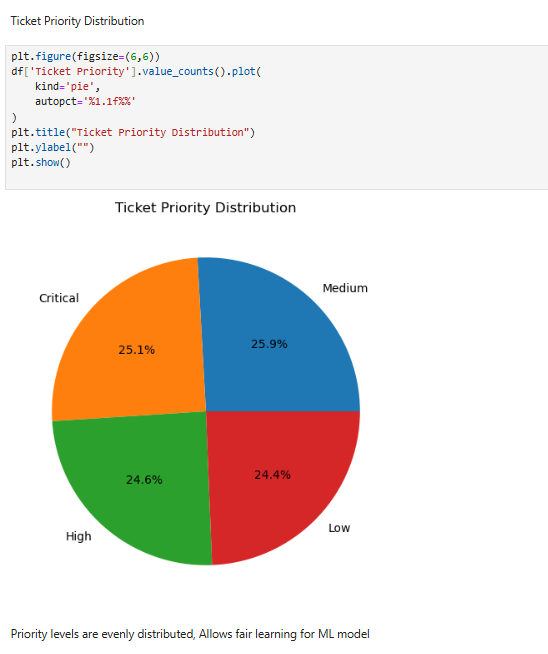 Ticket Priority Distribution
plt.figure(figsize=(6,6))
df['Ticket Priority'].value_counts().plot(
    kind='pie',
    autopct='%1.1f%%'
)
plt.title("Ticket Priority Distribution")
plt.ylabel("")
plt.show()
Ticket Priority Distribution
Medium
Critical
25.9%
25.1%
24.4%
24.6%
Low
High
Priority levels are evenly distributed, Allows fair learning for ML model